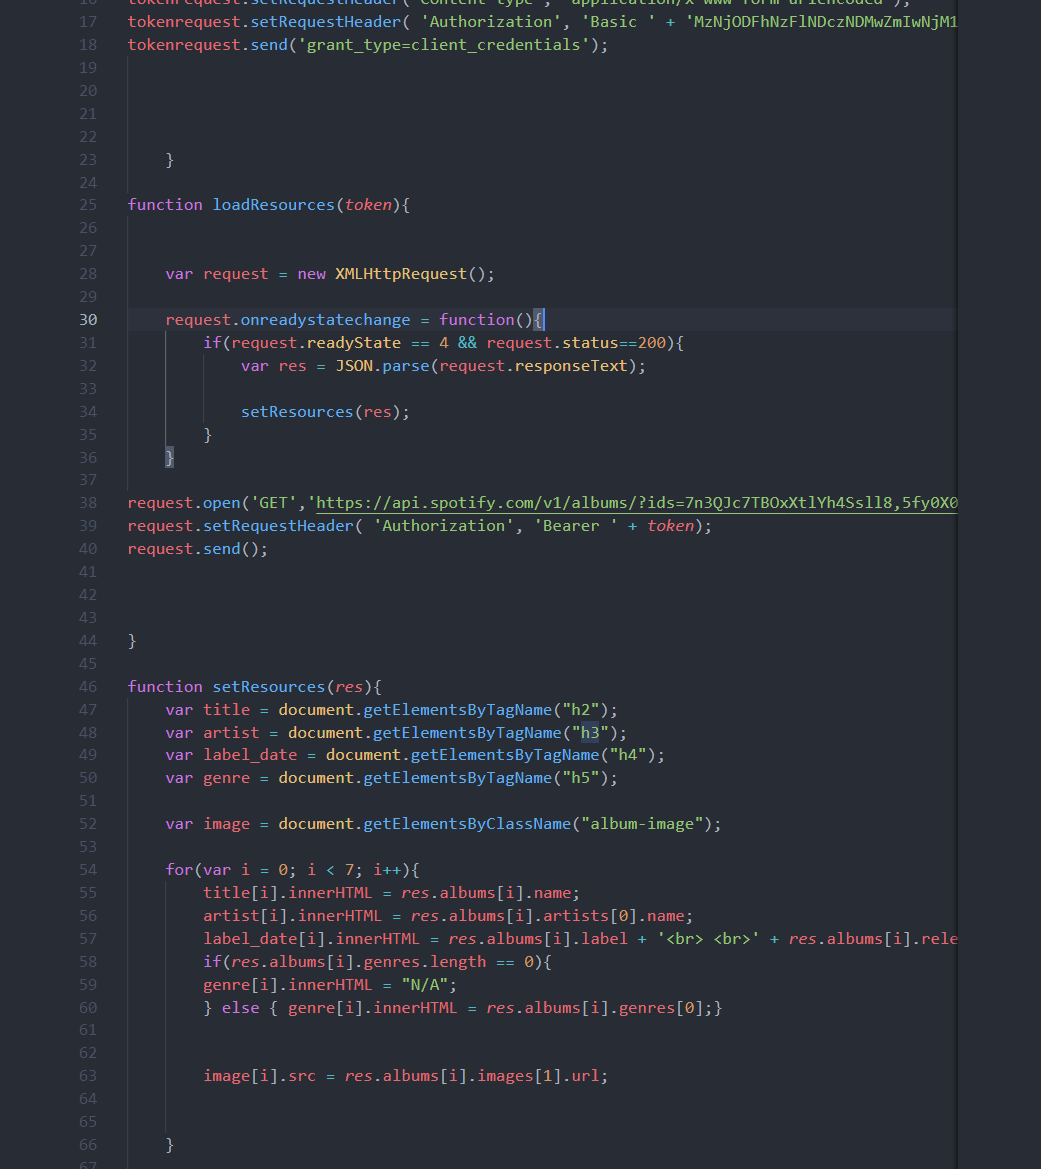 tokenrequest.setRequestHeader( 'Content-type', 'application/x-www-form-urlencoded');
17 tokenrequest.setRequestHeader( 'Authorization', 'Basic ' + 'MzNjODFhNzFlNDczNDMwZmIwNjM1
18 tokenrequest.send('grant_type=client_credentials');
19
20
21
22
23 }
24
25 function loadResources(token){
26
27
28 var request = new XMLHttpRequest();
29
30 request.onreadystatechange = function(){
31 if(request.readyState == 4 && request.status==200){
32 var res = JSON.parse(request.responseText);
33
34 setResources(res);
35 }
36 }
37
38 request.open('GET','https://api.spotify.com/v1/albums/?ids=7n3QJc7TBOxXtlYh4Ssll8,5fy0X0
39 request.setRequestHeader( 'Authorization', 'Bearer ' + token);
40 request.send();
41
42
43
44 }
45
46 function setResources(res){
47 var title = document.getElementsByTagName("h2");
48 var artist = document.getElementsByTagName("h3");
49 var label_date = document.getElementsByTagName("h4");
50 var genre = document.getElementsByTagName("h5");
51
52 var image = document.getElementsByClassName("album-image");
53
54 for(var i = 0; i < 7; i++){
55 title[i].innerHTML = res.albums[i].name;
56 artist[i].innerHTML = res.albums[i].artists[0].name;
57 label_date[i].innerHTML = res.albums[i].label + '<br> <br>' + res.albums[i].rele
58 if(res.albums[i].genres.length == 0){
59 genre[i].innerHTML = "N/A";
60 } else { genre[i].innerHTML = res.albums[i].genres[0];}
61
62
63 image[i].src = res.albums[i].images[1].url;
64
65
66 }
67